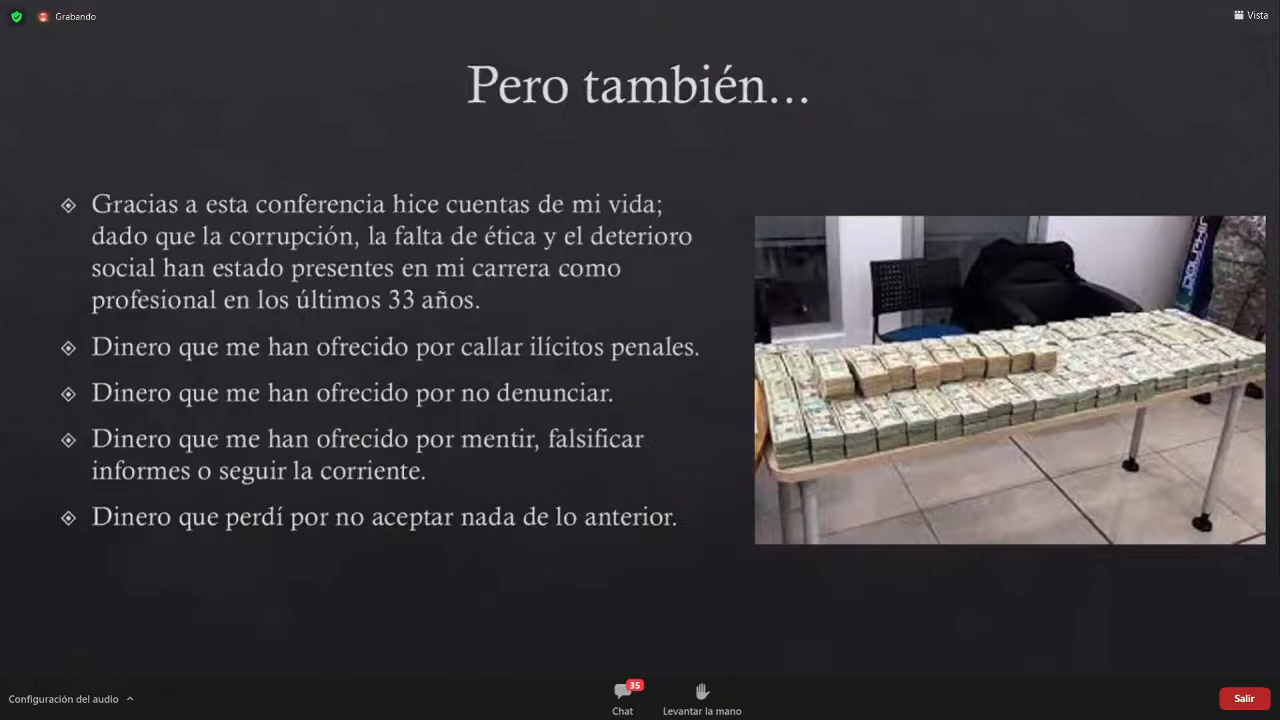 Grabando
Vista
Pero también...
Gracias a esta conferencia hice cuentas de mi vida;
dado que la corrupción, la falta de ética y el deterioro
social han estado presentes en mi carrera como
profesional en los últimos 33 años.
Dinero que me han ofrecido por callar ilícitos penales.
Dinero que me han ofrecido por no denunciar.
Dinero que me han ofrecido por mentir, falsificar
informes o seguir la corriente.
Dinero que perdí por no aceptar nada de lo anterior.
Configuración del audio
35
Chat
Levantar la mano
Salir